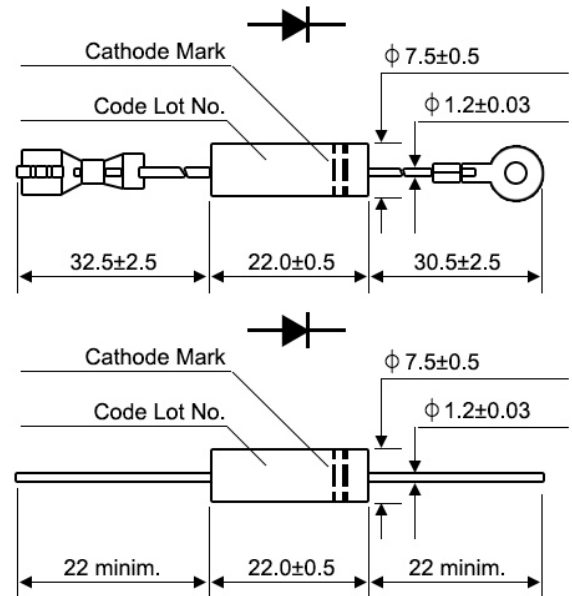 Cathode Mark
ϕ 7.5±0.5
Code Lot No.
ϕ 1.2±0.03
32.5±2.5
22.0±0.5
30.5±2.5
Cathode Mark
ϕ 7.5±0.5
Code Lot No.
ϕ 1.2±0.03
22 minim.
22.0±0.5
22 minim.